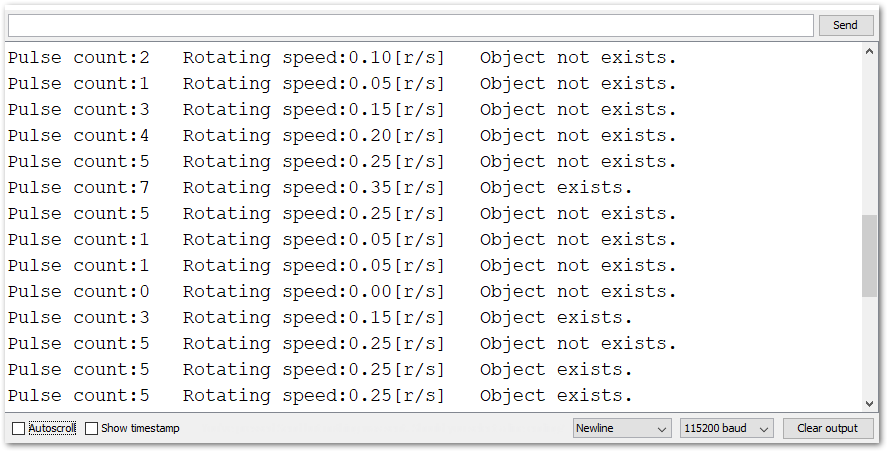 Send
Pulse count:2   Rotating speed:0.10[r/s]   Object not exists.
Pulse count:1   Rotating speed:0.05[r/s]   Object not exists.
Pulse count:3   Rotating speed:0.15[r/s]   Object not exists.
Pulse count:4   Rotating speed:0.20[r/s]   Object not exists.
Pulse count:5   Rotating speed:0.25[r/s]   Object not exists.
Pulse count:7   Rotating speed:0.35[r/s]   Object exists.
Pulse count:5   Rotating speed:0.25[r/s]   Object not exists.
Pulse count:1   Rotating speed:0.05[r/s]   Object not exists.
Pulse count:1   Rotating speed:0.05[r/s]   Object not exists.
Pulse count:0   Rotating speed:0.00[r/s]   Object not exists.
Pulse count:3   Rotating speed:0.15[r/s]   Object exists.
Pulse count:5   Rotating speed:0.25[r/s]   Object not exists.
Pulse count:5   Rotating speed:0.25[r/s]   Object exists.
Pulse count:5   Rotating speed:0.25[r/s]   Object exists.
Autoscroll Show timestamp Newline 115200 baud Clear output